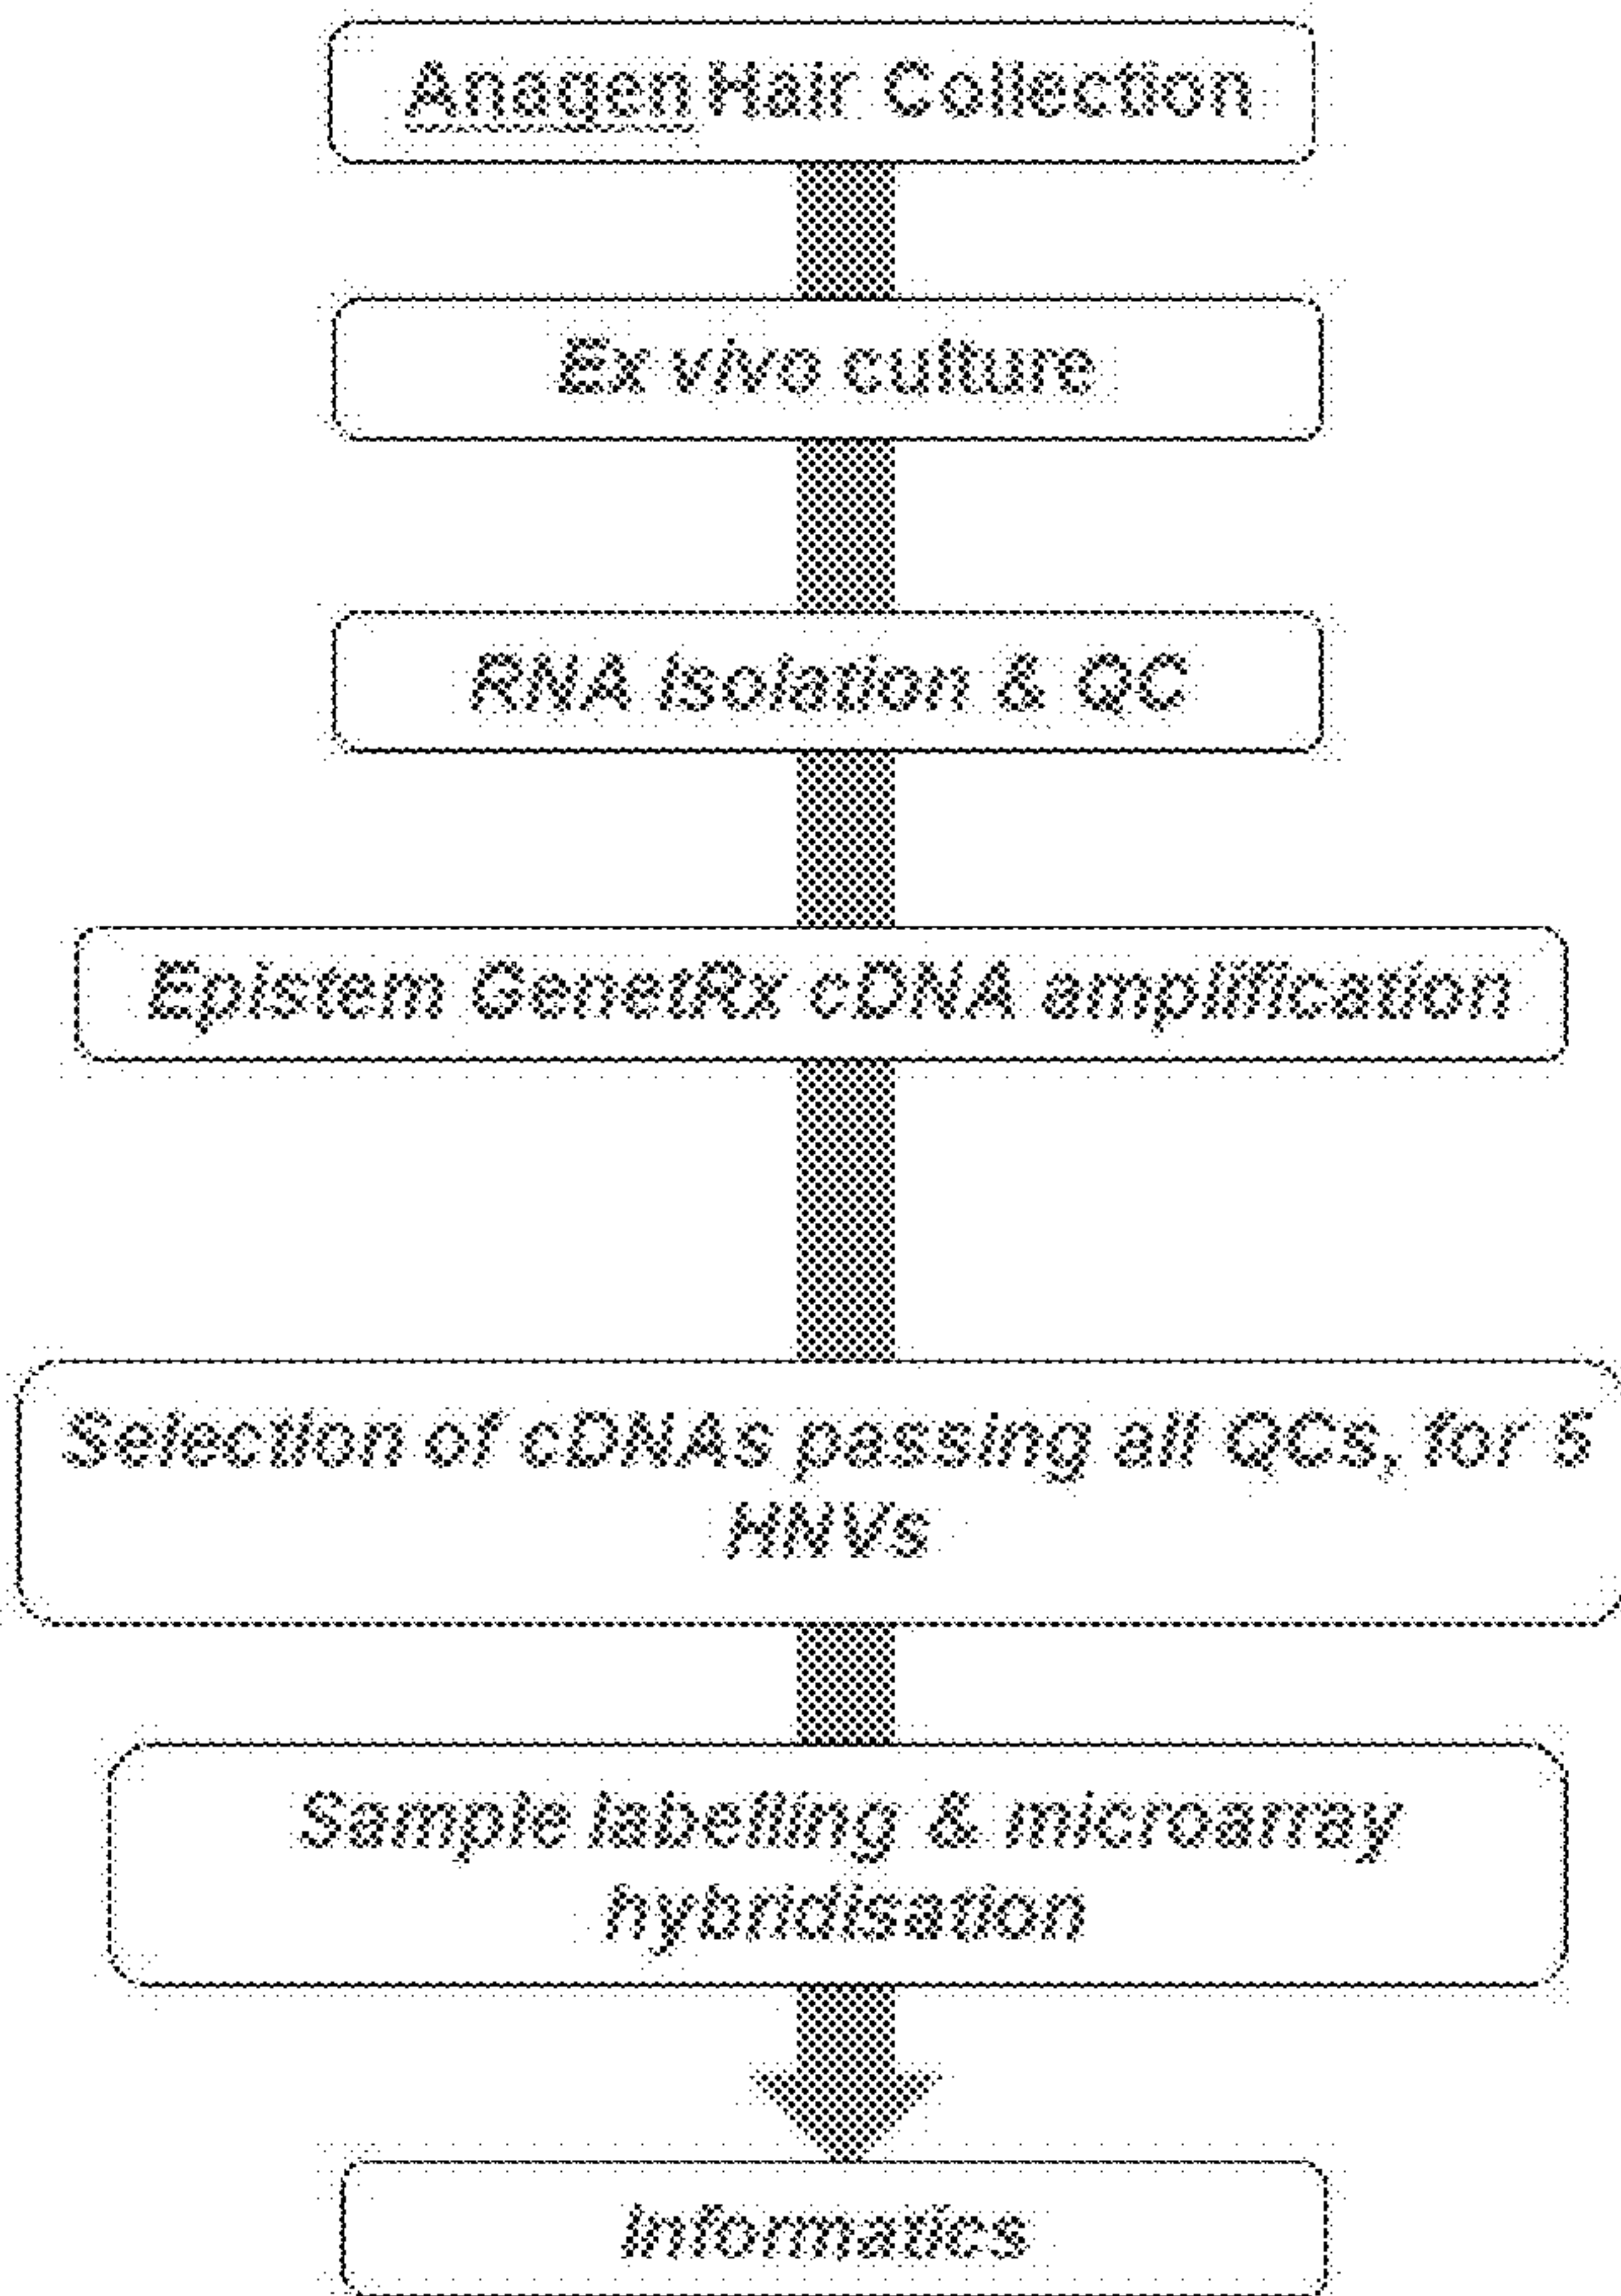 Anagen Hair Collection
Ex vivo culture
RNA Isolation & QC
Epistem GenetRx cDNA amplification
Selection of cDNAs passing all QCs, for 5
HNVs
Sample labelling & microarray
hybridisation
Informatics